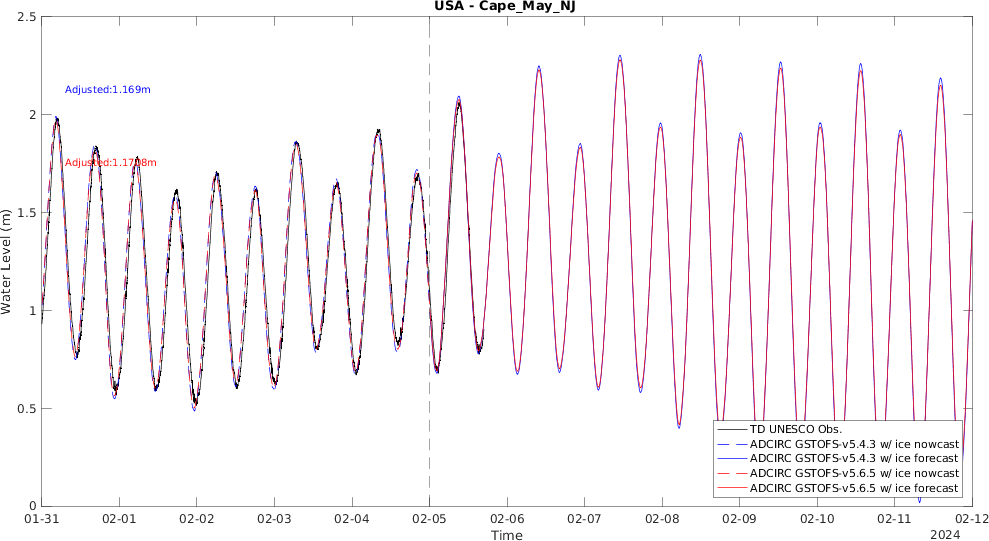 USA - Cape_May_NJ
2.5
2
1.5
1
0.5
0
Water Level (m)
Adjusted:1.169m
Adjusted:1.1798m
TD UNESCO Obs.
ADCIRC GSTOFS-v5.4.3 w/ ice nowcast
ADCIRC GSTOFS-v5.4.3 w/ ice forecast
ADCIRC GSTOFS-v5.6.5 w/ ice nowcast
ADCIRC GSTOFS-v5.6.5 w/ ice forecast
01-31 02-01 02-02 02-03 02-04 02-05 02-06 02-07 02-08 02-09 02-10 02-11 02-12
Time
2024